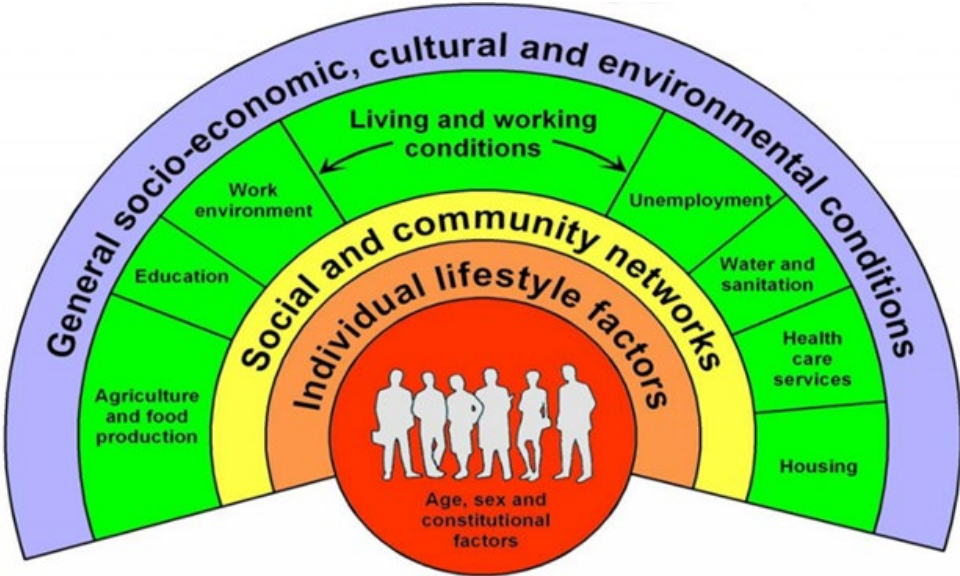 General socio-economic, cultural and environmental conditions
Living and working
conditions
Work
environment
Unemployment
Education
Water and
sanitation
Agriculture
and food
production
Health
care
services
Housing
Social and community networks
Individual lifestyle factors
Age, sex and
constitutional
factors